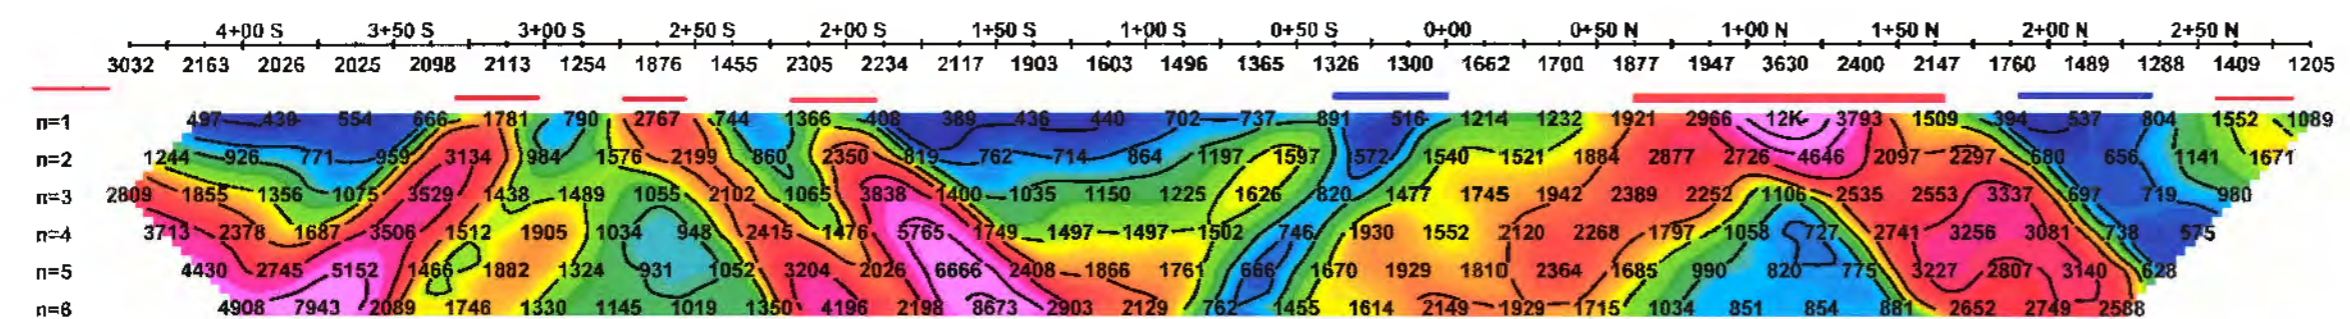 4+00 S 3+50 S 3+00 S 2+50 S 2+00 S 1+50 S 1+00 S 0+50 S 0+00 0+50 N 1+00 N 1+50 N 2+00 N 2+50 N
3032 2163 2026 2025 2098 2113 1254 1876 1455 2305 2234 2117 1903 1603 1496 1365 1326 1300 1662 1700 1877 1947 3630 2400 2147 1760 1489 1288 1409 1205
n=1 497 439 554 666 1781 790 2767 744 1366 408 389 436 440 702 737 891 516 1214 1232 1921 2966 12K 3793 1509 394 537 804 1552 1089
n=2 1244 926 771 959 3134 984 1576 2199 860 2350 819 762 714 864 1197 1597 572 1540 1521 1884 2877 2726 4646 2097 2297 680 656 1141 1671
n=3 2809 1855 1356 1075 3529 1438 1489 1055 2102 1065 3838 1400 1035 1150 1225 1626 820 1477 1745 1942 2389 2252 1106 2535 2553 3337 697 719 980
n=4 3713 2378 1687 3506 1512 1905 1034 948 2415 1476 5765 1749 1497 1497 1502 746 1930 1552 2120 2268 1797 1058 727 2741 3256 3081 738 575
n=5 4430 2745 5152 1466 1882 1324 931 1052 3204 2026 6666 2408 1866 1761 666 1670 1929 1810 2364 1685 990 820 775 3227 2807 3140 628
n=6 4908 7943 2089 1746 1330 1145 1019 1350 4196 2198 8673 2903 2129 762 1455 1614 2149 1929 1715 1034 851 854 881 2652 2749 2588